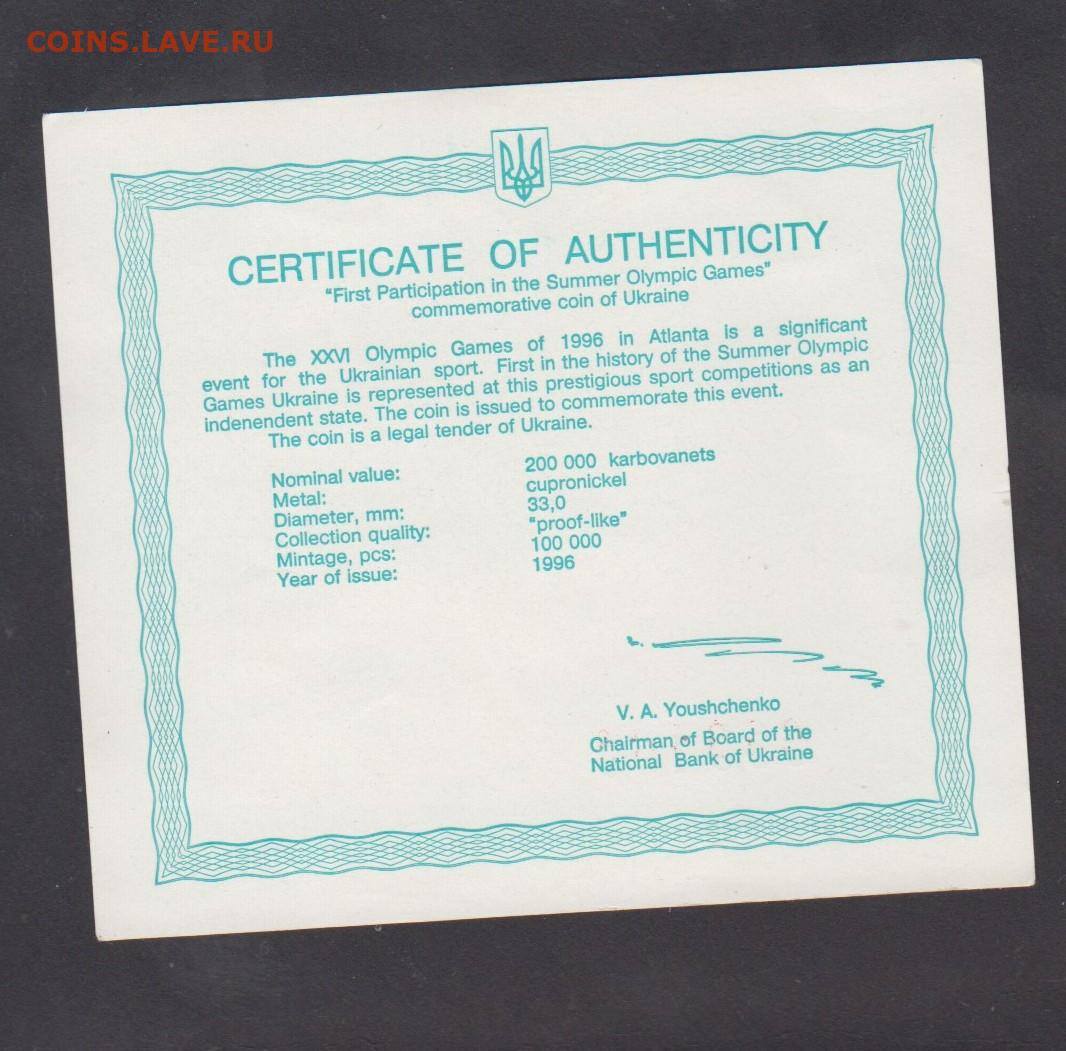 COINS.LAVE.RU
CERTIFICATE OF AUTHENTICITY
"First Participation in the Summer Olympic Games"
commemorative coin of Ukraine
The XXVI Olympic Games of 1996 in Atlanta is a significant
event for the Ukrainian sport. First in the history of the Summer Olympic
Games Ukraine is represented at this prestigious sport competitions as an
indenendent state. The coin is issued to commemorate this event.
The coin is a legal tender of Ukraine.
Nominal value: 200 000 karbovanets
Metal: cupronickel
Diameter, mm: 33,0
Collection quality: "proof-like"
Mintage, pcs: 100 000
Year of issue: 1996
V. A. Youshchenko
Chairman of Board of the
National Bank of Ukraine